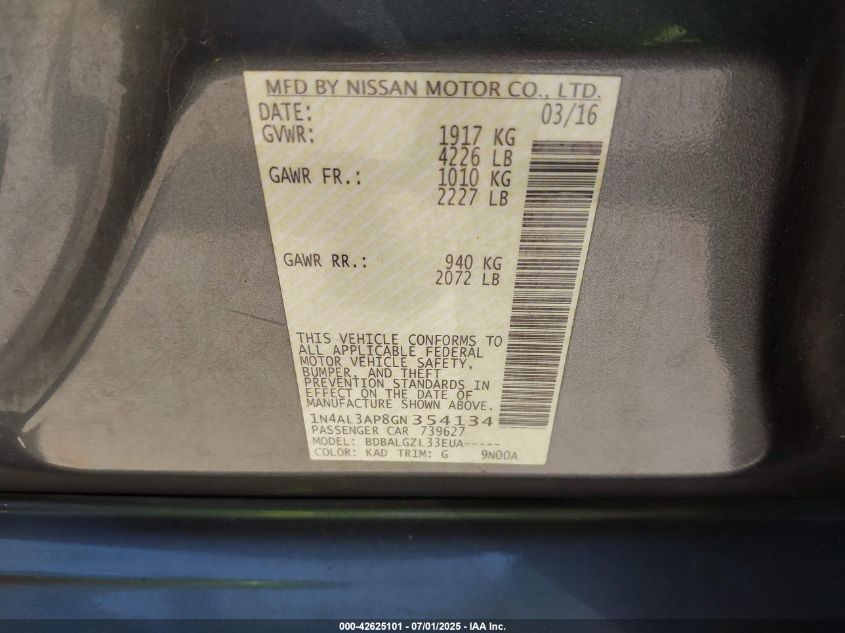 MFD BY NISSAN MOTOR CO., LTD.
DATE: 03/16
GVWR: 1917 KG
4226 LB
GAWR FR.: 1010 KG
2227 LB
GAWR RR.: 940 KG
2072 LB
THIS VEHICLE CONFORMS TO
ALL APPLICABLE FEDERAL
MOTOR VEHICLE SAFETY,
BUMPER, AND THEFT
PREVENTION STANDARDS IN
EFFECT ON THE DATE OF
MANUFACTURE SHOWN ABOVE.
1N4AL3AP8GN354134
PASSENGER CAR 739627
MODEL: BDBALGZL33EUA-----
COLOR: KAD TRIM: G 9N00A
000-42625101 - 07/01/2025 - IAA Inc.